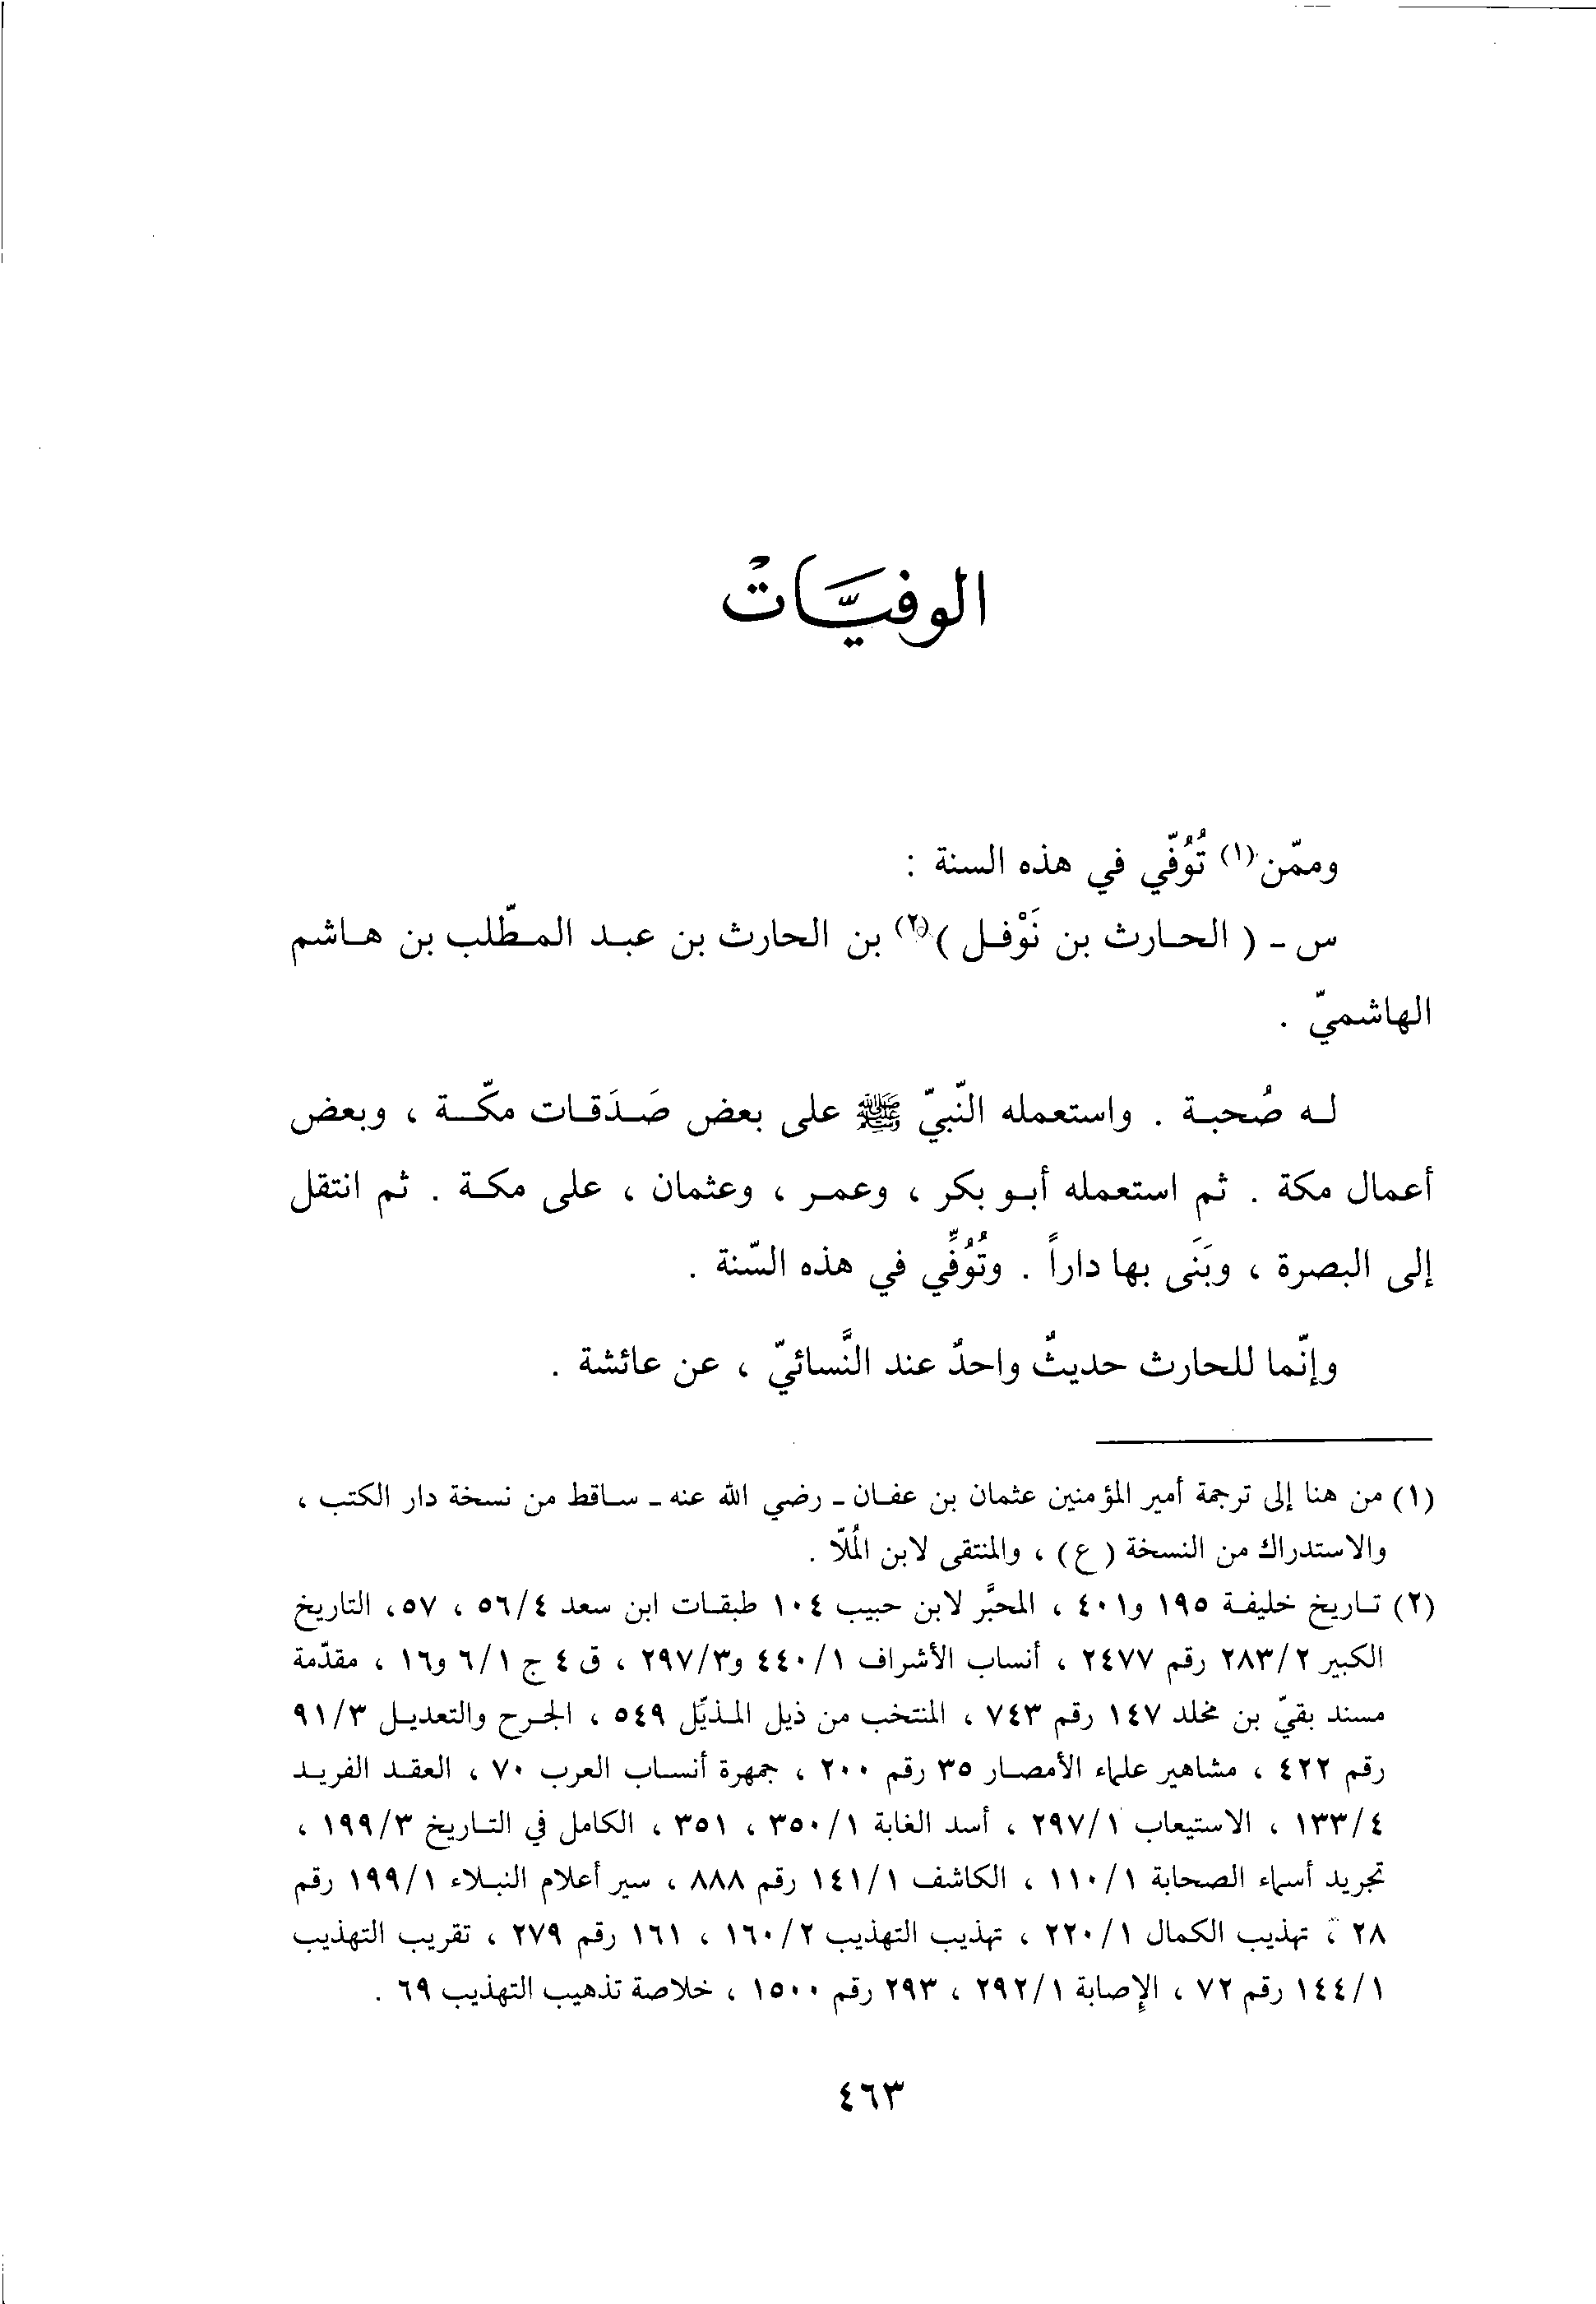 الوفيَّات
وممّن(١) تُوُفّي في هذه السنة :
س - ( الحارث بن نَوْفل )(٢) بن الحارث بن عبد المطّلب بن هاشم
الهاشميّ .
له صُحبة . واستعمله النّبيّ ﷺ على بعض صَدَقات مكّة ، وبعض
أعمال مكة . ثم استعمله أبو بكر ، وعمر ، وعثمان ، على مكة . ثم انتقل
إلى البصرة ، وبَنَى بها داراً . وتُوُفِّي في هذه السّنة .
وإنّما للحارث حديثٌ واحدٌ عند النَّسائيّ ، عن عائشة .
(١) من هنا إلى ترجمة أمير المؤمنين عثمان بن عفان - رضي الله عنه - ساقط من نسخة دار الكتب ،
والاستدراك من النسخة ( ع ) ، والمنتقى لابن المُلّا .
(٢) تاريخ خليفة ١٩٥ و٤٠١ ، المحبَّر لابن حبيب ١٠٤ طبقات ابن سعد ٥٦/٤ ، ٥٧، التاريخ
الكبير ٢٨٣/٢ رقم ٢٤٧٧ ، أنساب الأشراف ٤٤٠/١ و٢٩٧/٣ ، ق ٤ ج ٦/١ و١٦ ، مقدّمة
مسند بقيّ بن مخلد ١٤٧ رقم ٧٤٣ ، المنتخب من ذيل المذيّل ٥٤٩ ، الجرح والتعديل ٩١/٣
رقم ٤٢٢ ، مشاهير علماء الأمصار ٣٥ رقم ٢٠٠ ، جمهرة أنساب العرب ٧٠ ، العقد الفريد
١٣٣/٤ ، الاستيعاب ٢٩٧/١ ، أسد الغابة ٣٥٠/١ ، ٣٥١ ، الكامل في التاريخ ١٩٩/٣ ،
تجريد أسماء الصحابة ١١٠/١ ، الكاشف ١٤١/١ رقم ٨٨٨ ، سير أعلام النبلاء ١٩٩/١ رقم
٢٨ ، تهذيب الكمال ٢٢٠/١ ، تهذيب التهذيب ١٦٠/٢ ، ١٦١ رقم ٢٧٩ ، تقريب التهذيب
١٤٤/١ رقم ٧٢ ، الإصابة ٢٩٢/١ ، ٢٩٣ رقم ١٥٠٠ ، خلاصة تذهيب التهذيب ٦٩ .
٤٦٣